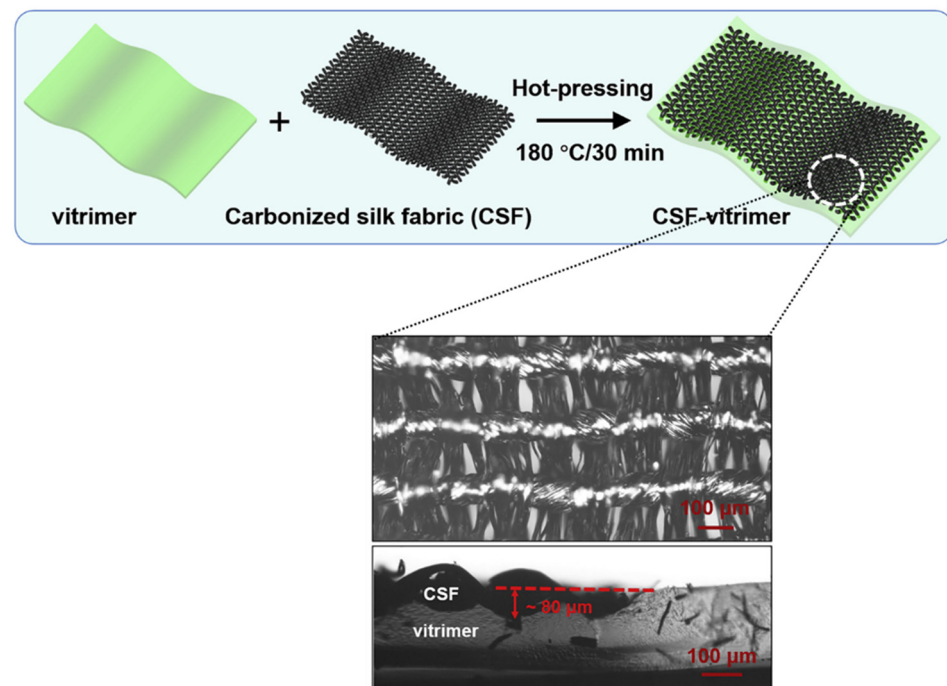 Hot-pressing
180 °C/30 min
vitrimer
Carbonized silk fabric (CSF)
CSF-vitrimer
100 μm
CSF
~ 80 μm
vitrimer
100 μm